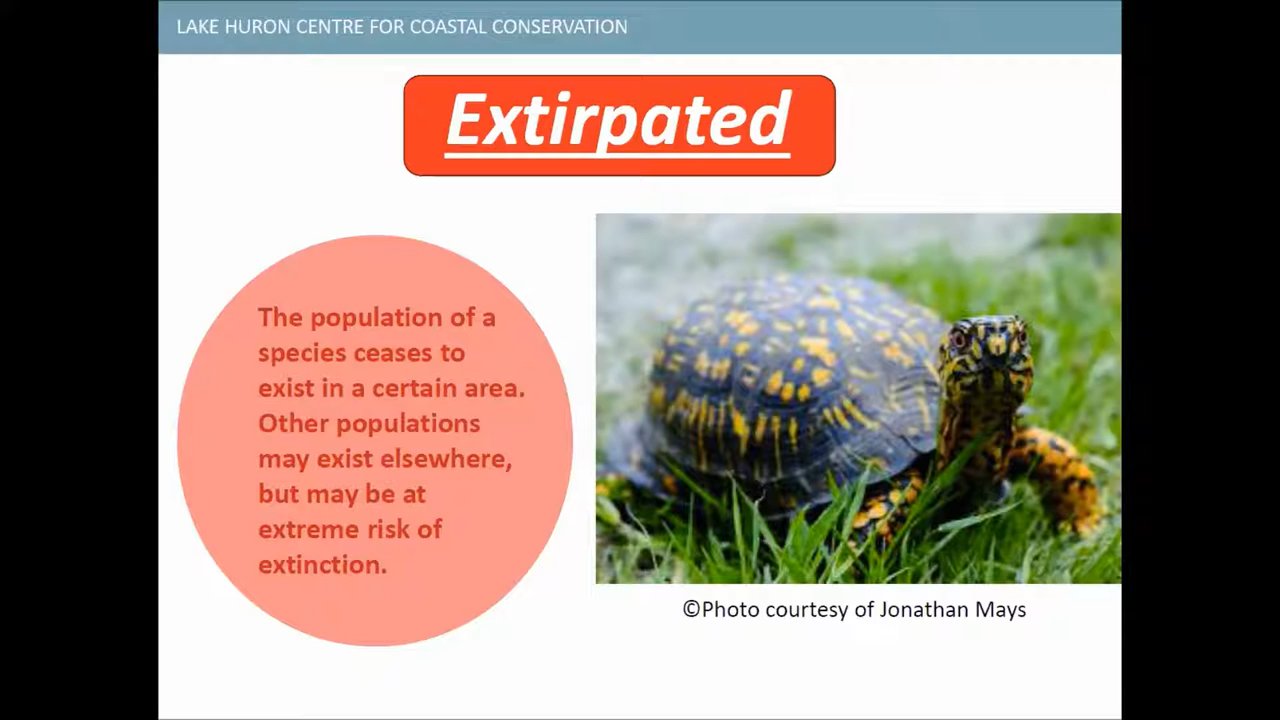 LAKE HURON CENTRE FOR COASTAL CONSERVATION
Extirpated
The population of a
species ceases to
exist in a certain area.
Other populations
may exist elsewhere,
but may be at
extreme risk of
extinction.
©Photo courtesy of Jonathan Mays